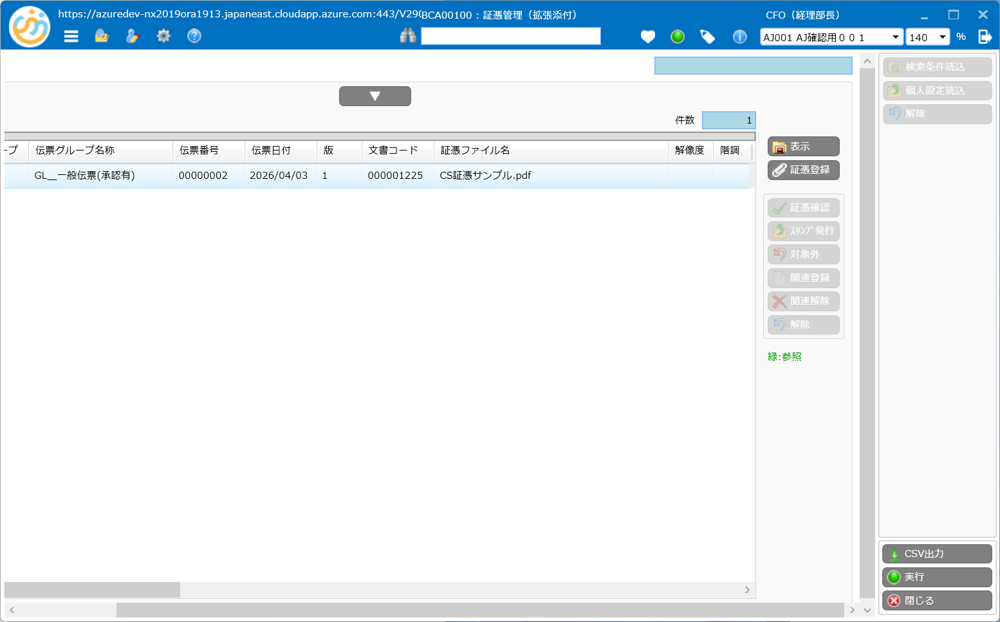 https://azuredev-nx2019ora1913.japaneast.cloudapp.azure.com:443/V29
BCA00100：証憑管理（拡張添付）
CFO（経理部長）
AJ001 AJ確認用００１
140
%
検索条件読込
個人設定読込
解除
▼
件数 1
ープ 伝票グループ名称 伝票番号 伝票日付 版 文書コード 証憑ファイル名 解像度 階調
GL__一般伝票(承認有) 00000002 2026/04/03 1 000001225 CS証憑サンプル.pdf
表示
証憑登録
証憑確認
ｽﾀﾝﾌﾟ発行
対象外
関連登録
関連解除
解除
緑:参照
CSV出力
実行
閉じる